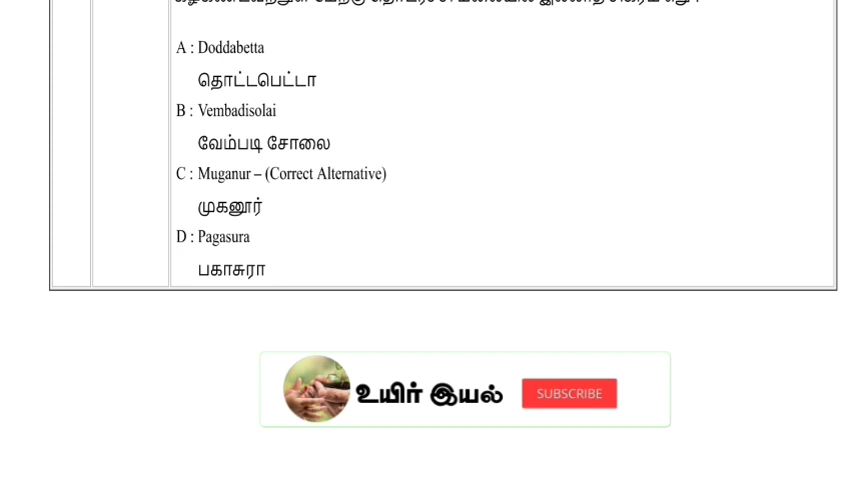 A : Doddabetta
தொட்டபெட்டா
B : Vembadisolai
வேம்படி சோலை
C : Muganur – (Correct Alternative)
முகனூர்
D : Pagasura
பகாசுரா
உயிர் இயல் SUBSCRIBE